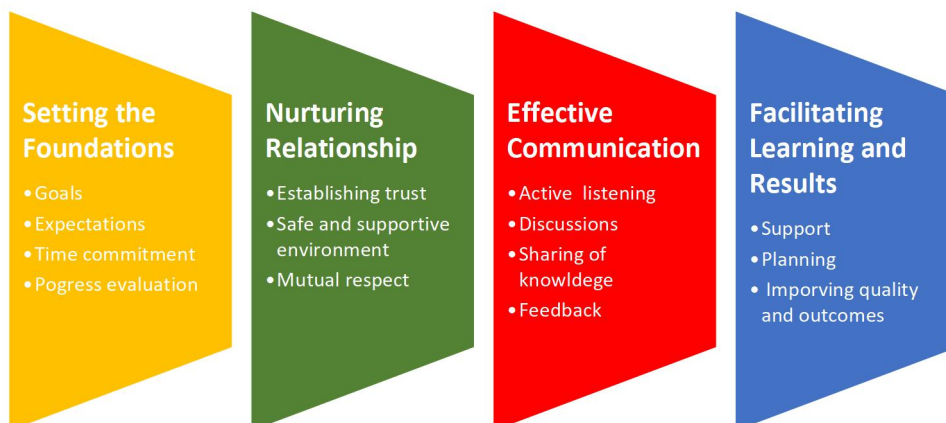 Setting the
Foundations
•Goals
•Expectations
•Time commitment
•Pogress evaluation
Nurturing
Relationship
•Establishing trust
•Safe and supportive
environment
•Mutual respect
Effective
Communication
•Active listening
•Discussions
•Sharing of
knowldege
•Feedback
Facilitating
Learning and
Results
•Support
•Planning
• Imporving quality
and outcomes